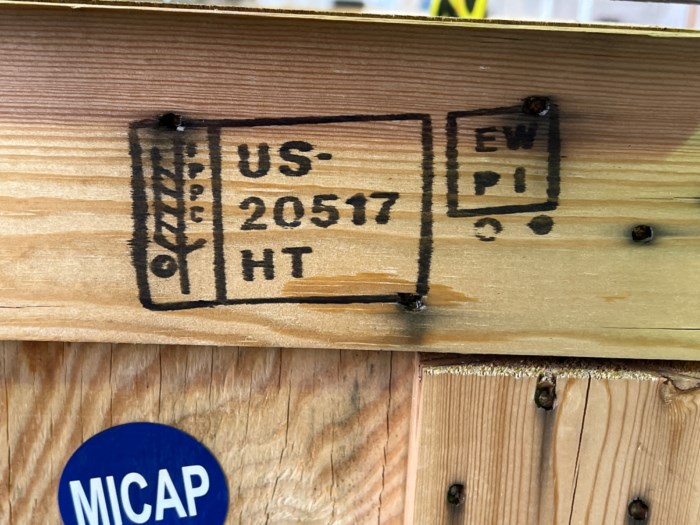 IPPC
US-
20517
HT
EW
PI
MICAP